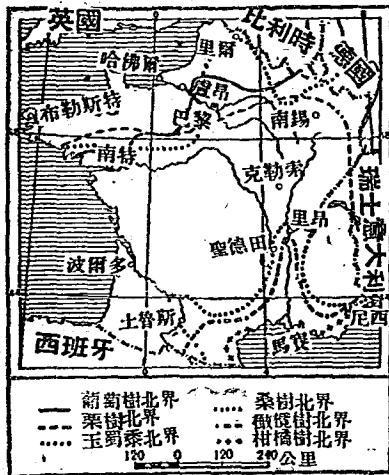 英國
比利時
德國
里爾
哈佛爾
盧昂
布勒斯特
巴黎
南錫
南特
克勒索
瑞士
里昂
聖德田
意大利
波爾多
尼西
土魯斯
馬賽
西班牙
葡萄樹北界
桑樹北界
栗樹北界
橄欖樹北界
玉蜀黍北界
柑橘樹北界
120 0 120 240 公里